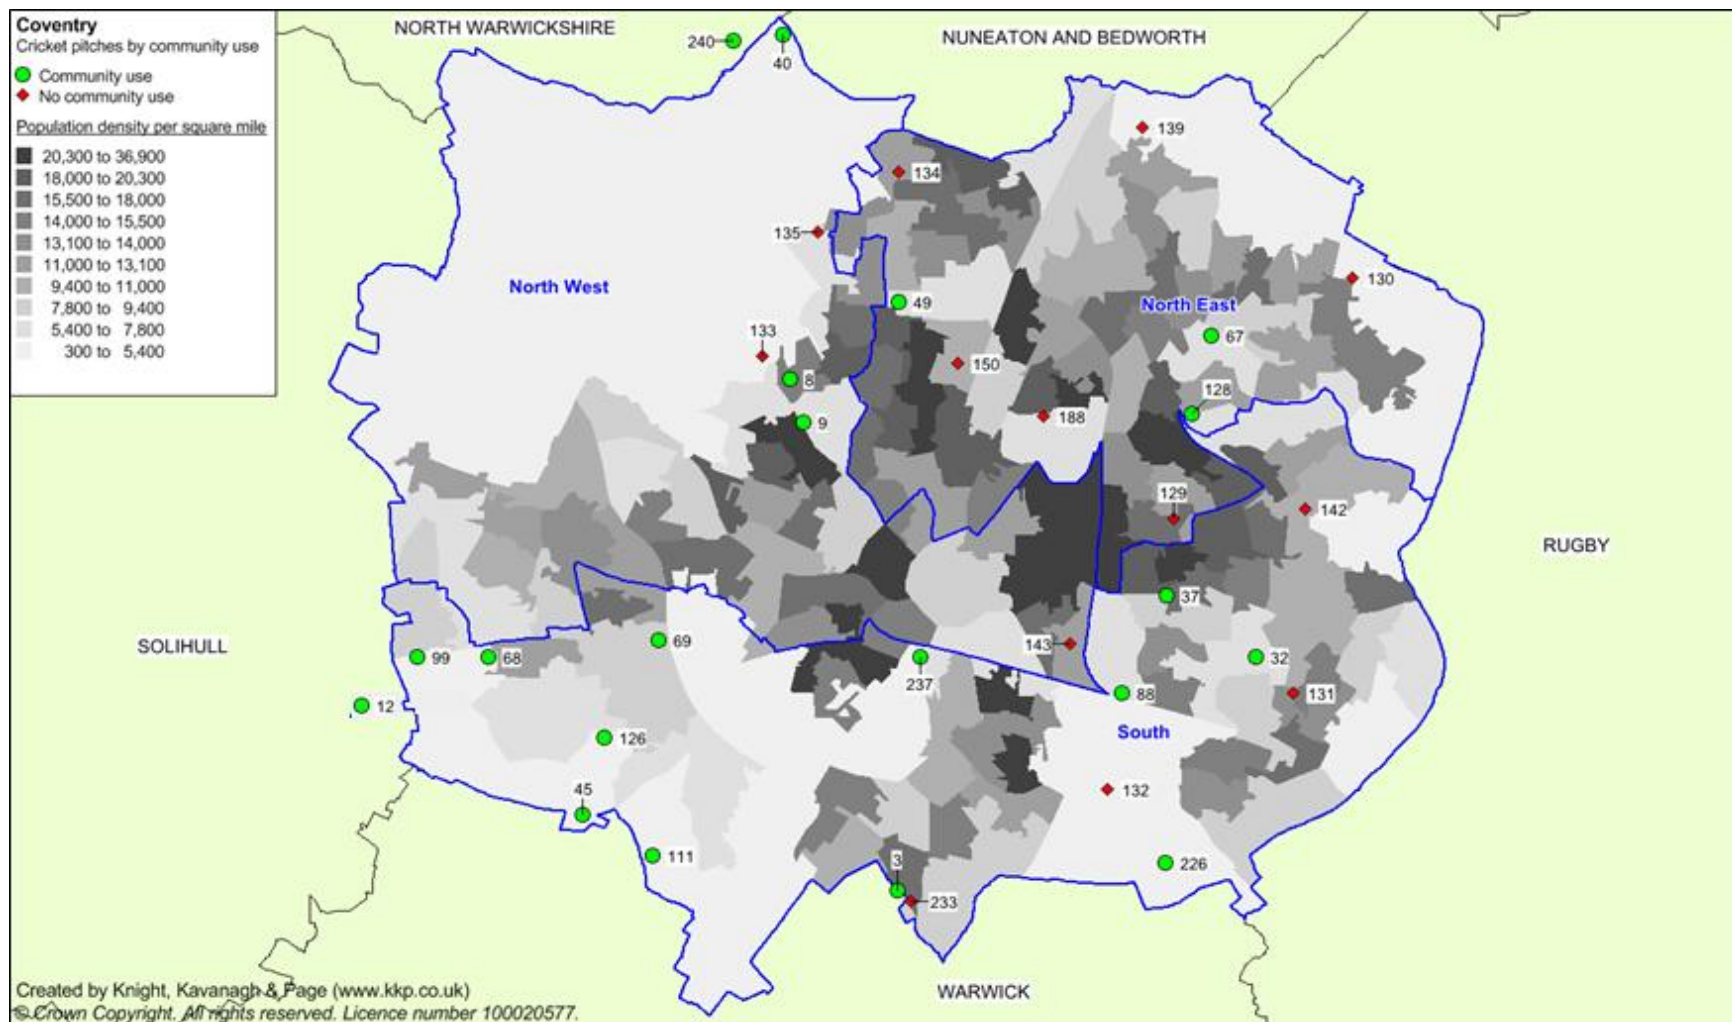 Coventry
Cricket pitches by community use
Community use
No community use
Population density per square mile
20,300 to 36,900
18,000 to 20,300
15,500 to 18,000
14,000 to 15,500
13,100 to 14,000
11,000 to 13,100
9,400 to 11,000
7,800 to 9,400
5,400 to 7,800
300 to 5,400
NORTH WARWICKSHIRE
NUNEATON AND BEDWORTH
240
40
139
134
135
130
North West
49
North East
67
133
150
8
128
9
188
129
142
RUGBY
37
SOLIHULL
69
143
99
68
237
32
88
131
12
South
126
132
45
111
3
226
233
WARWICK
Created by Knight, Kavanagh & Page (www.kkp.co.uk)
© Crown Copyright. All rights reserved. Licence number 100020577.